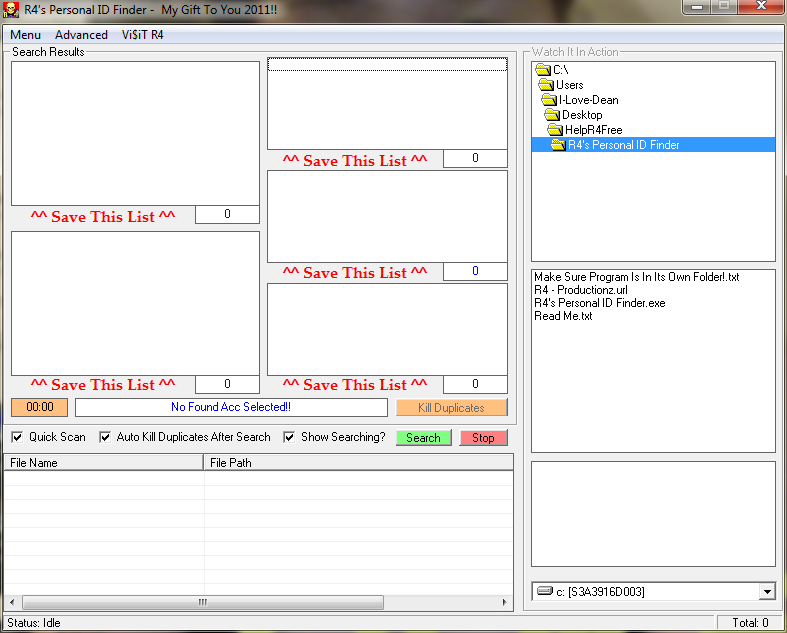 R4's Personal ID Finder - My Gift To You 2011!!
Menu Advanced Vi$iT R4
Search Results
^^ Save This List ^^ 0
^^ Save This List ^^ 0
^^ Save This List ^^ 0
^^ Save This List ^^ 0
^^ Save This List ^^ 0
00:00 No Found Acc Selected!! Kill Duplicates
Quick Scan Auto Kill Duplicates After Search Show Searching? Search Stop
File Name File Path
Watch It In Action
C:\
Users
I-Love-Dean
Desktop
HelpR4Free
R4's Personal ID Finder
Make Sure Program Is In Its Own Folder!.txt
R4 - Productionz.url
R4's Personal ID Finder.exe
Read Me.txt
c: [S3A3916D003]
Status: Idle Total: 0